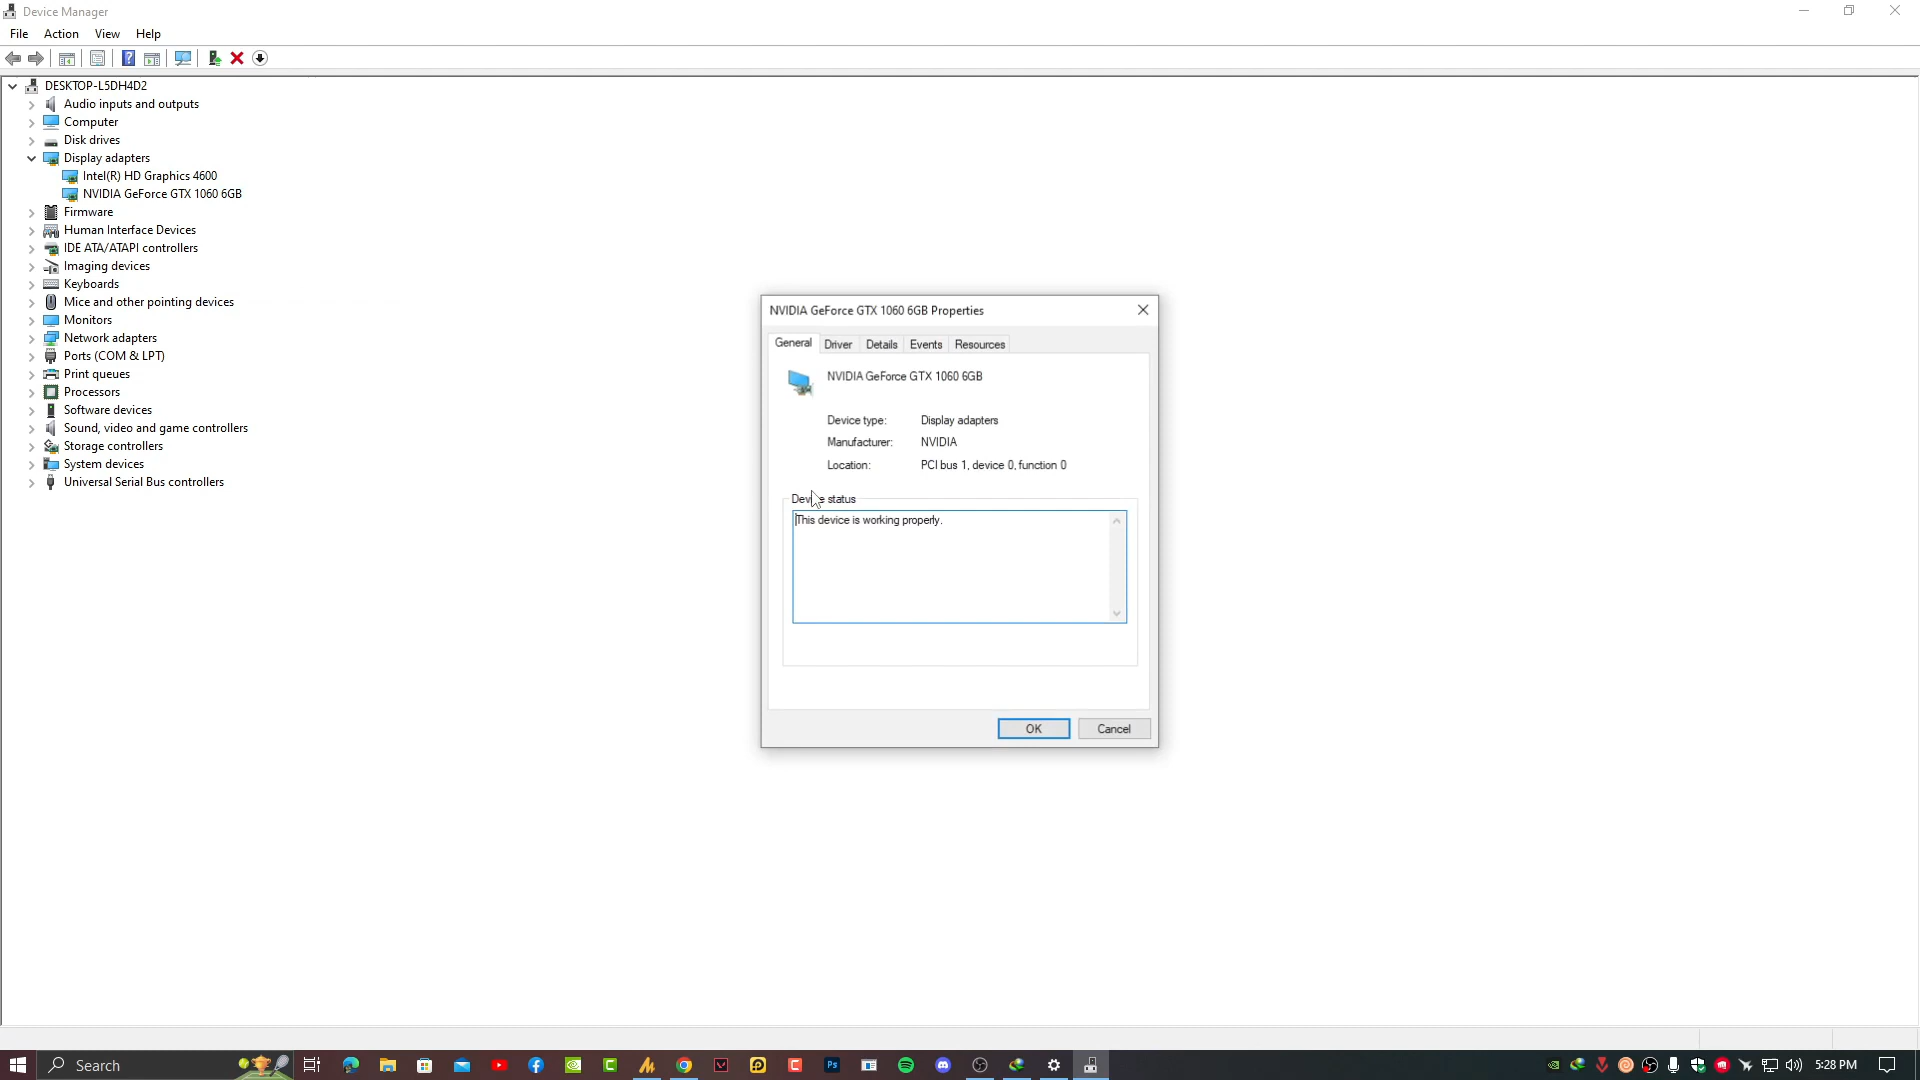 Device Manager
File Action View Help
DESKTOP-L5DH4D2
Audio inputs and outputs
Computer
Disk drives
Display adapters
Intel(R) HD Graphics 4600
NVIDIA GeForce GTX 1060 6GB
Firmware
Human Interface Devices
IDE ATA/ATAPI controllers
Imaging devices
Keyboards
Mice and other pointing devices
Monitors
Network adapters
Ports (COM & LPT)
Print queues
Processors
Software devices
Sound, video and game controllers
Storage controllers
System devices
Universal Serial Bus controllers
NVIDIA GeForce GTX 1060 6GB Properties
General Driver Details Events Resources
NVIDIA GeForce GTX 1060 6GB
Device type: Display adapters
Manufacturer: NVIDIA
Location: PCI bus 1, device 0, function 0
Device status
This device is working properly.
OK Cancel
Search
Ps
5:28 PM